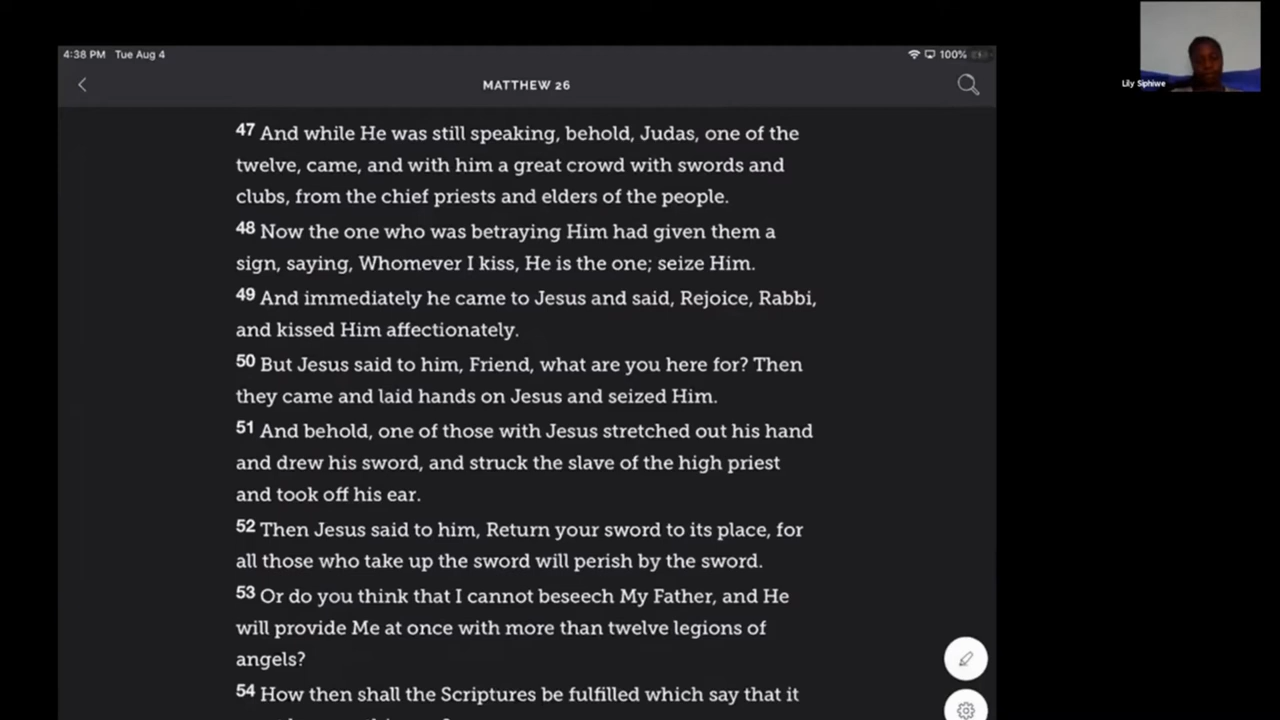 4:38 PM Tue Aug 4
100%
MATTHEW 26
Lily Siphiwe
47 And while He was still speaking, behold, Judas, one of the
twelve, came, and with him a great crowd with swords and
clubs, from the chief priests and elders of the people.
48 Now the one who was betraying Him had given them a
sign, saying, Whomever I kiss, He is the one; seize Him.
49 And immediately he came to Jesus and said, Rejoice, Rabbi,
and kissed Him affectionately.
50 But Jesus said to him, Friend, what are you here for? Then
they came and laid hands on Jesus and seized Him.
51 And behold, one of those with Jesus stretched out his hand
and drew his sword, and struck the slave of the high priest
and took off his ear.
52 Then Jesus said to him, Return your sword to its place, for
all those who take up the sword will perish by the sword.
53 Or do you think that I cannot beseech My Father, and He
will provide Me at once with more than twelve legions of
angels?
54 How then shall the Scriptures be fulfilled which say that it